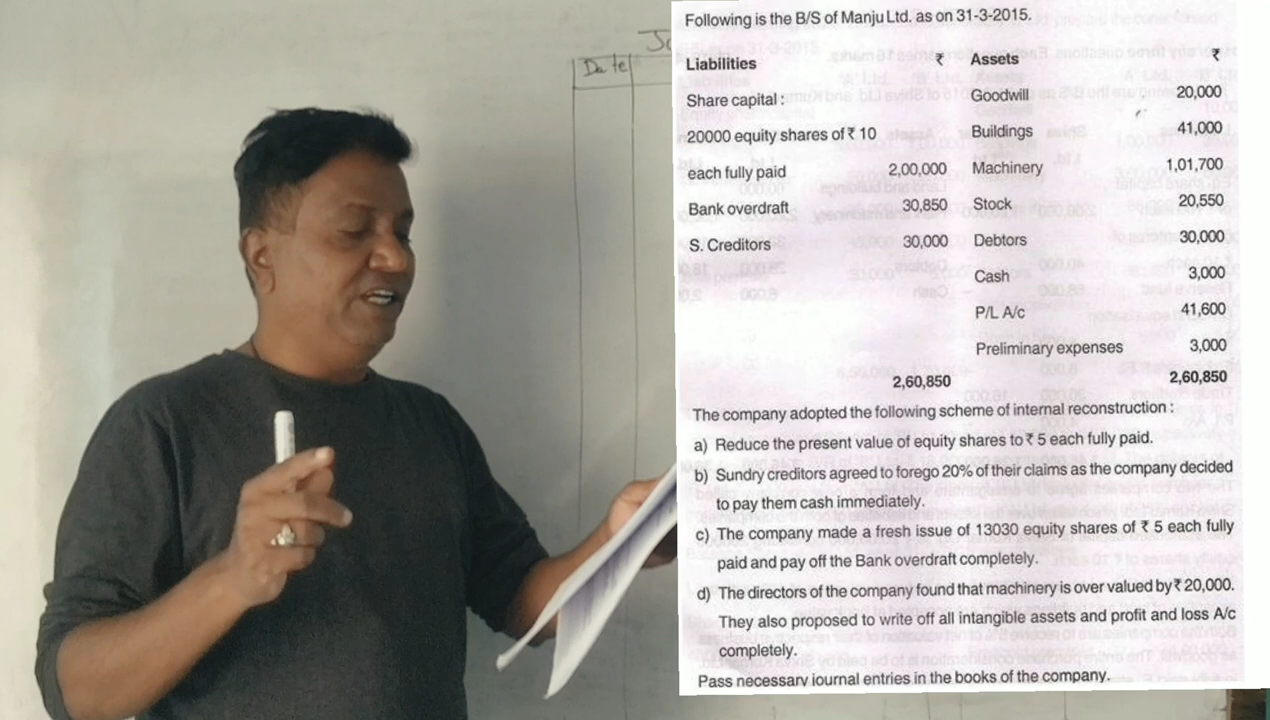 Jo
Date
Following is the B/S of Manju Ltd. as on 31-3-2015.
Liabilities ₹ Assets ₹
Share capital : Goodwill 20,000
20000 equity shares of ₹ 10 Buildings 41,000
each fully paid 2,00,000 Machinery 1,01,700
Bank overdraft 30,850 Stock 20,550
S. Creditors 30,000 Debtors 30,000
Cash 3,000
P/L A/c 41,600
Preliminary expenses 3,000
2,60,850 2,60,850
The company adopted the following scheme of internal reconstruction :
a) Reduce the present value of equity shares to ₹ 5 each fully paid.
b) Sundry creditors agreed to forego 20% of their claims as the company decided
to pay them cash immediately.
c) The company made a fresh issue of 13030 equity shares of ₹ 5 each fully
paid and pay off the Bank overdraft completely.
d) The directors of the company found that machinery is over valued by ₹ 20,000.
They also proposed to write off all intangible assets and profit and loss A/c
completely.
Pass necessary journal entries in the books of the company.